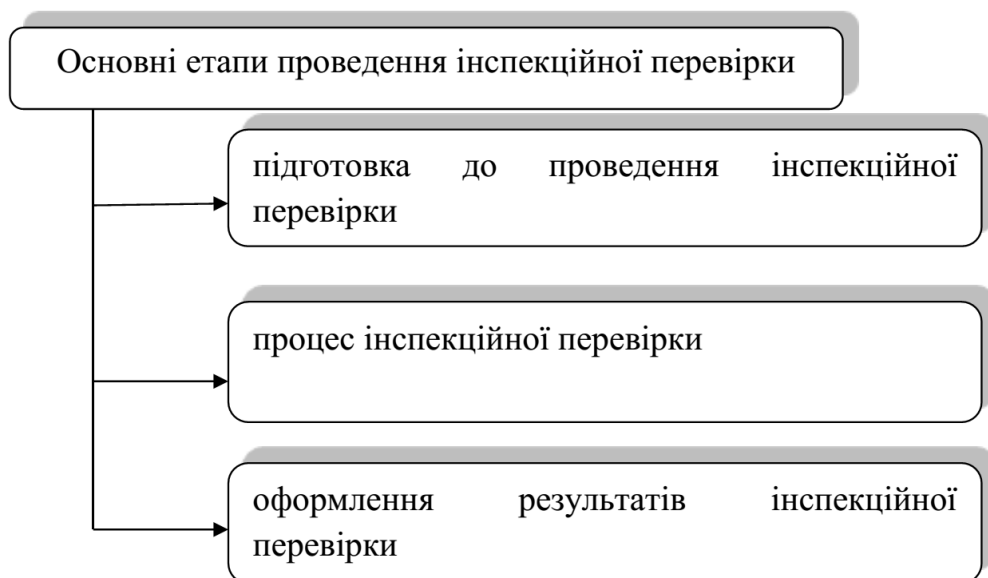 Основні етапи проведення інспекційної перевірки
підготовка до проведення інспекційної
перевірки
процес інспекційної перевірки
оформлення результатів інспекційної
перевірки